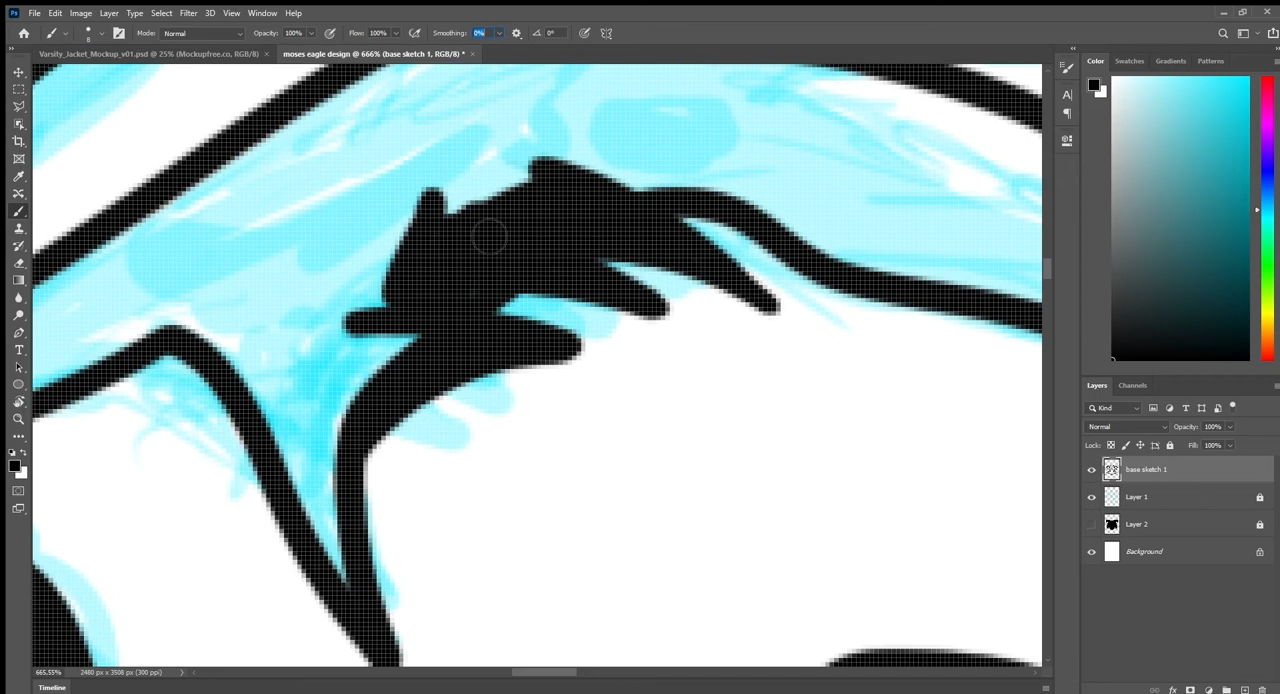 Ps File Edit Image Layer Type Select Filter 3D View Window Help
8 Mode: Normal Opacity: 100% Flow: 100% Smoothing: 0% 0°
Varsity_Jacket_Mockup_v01.psd @ 25% (Mockupfree.co, RGB/8) × moses eagle design @ 666% (base sketch 1, RGB/8) * ×
Color Swatches Gradients Patterns
Layers Channels
Kind
Normal Opacity: 100%
Lock: Fill: 100%
base sketch 1
Layer 1
Layer 2
Background
665.55% 2480 px x 3508 px (300 ppi)
Timeline